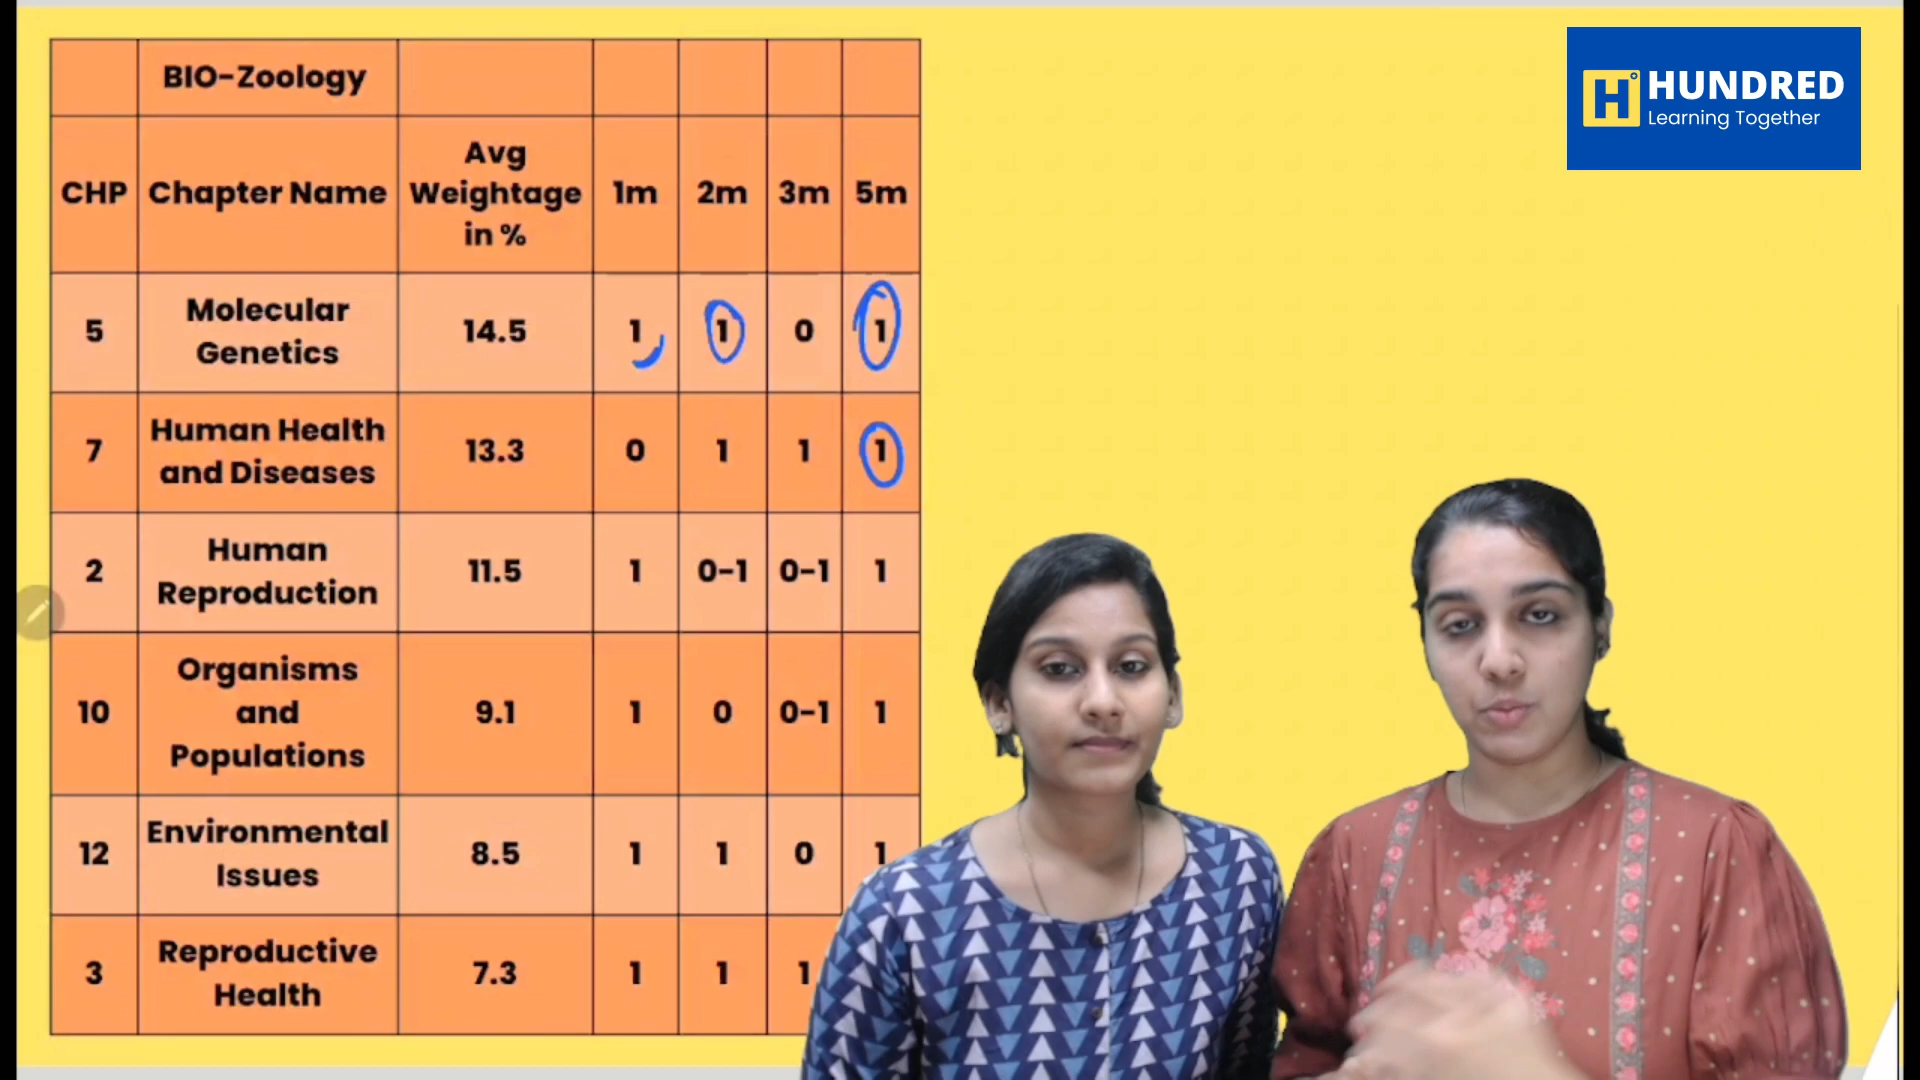 BIO-Zoology
CHP Chapter Name Avg Weightage in % 1m 2m 3m 5m
5 Molecular Genetics 14.5 1 1 0 1
7 Human Health and Diseases 13.3 0 1 1 1
2 Human Reproduction 11.5 1 0-1 0-1 1
10 Organisms and Populations 9.1 1 0 0-1 1
12 Environmental Issues 8.5 1 1 0 1
3 Reproductive Health 7.3 1 1 1
H HUNDRED
Learning Together